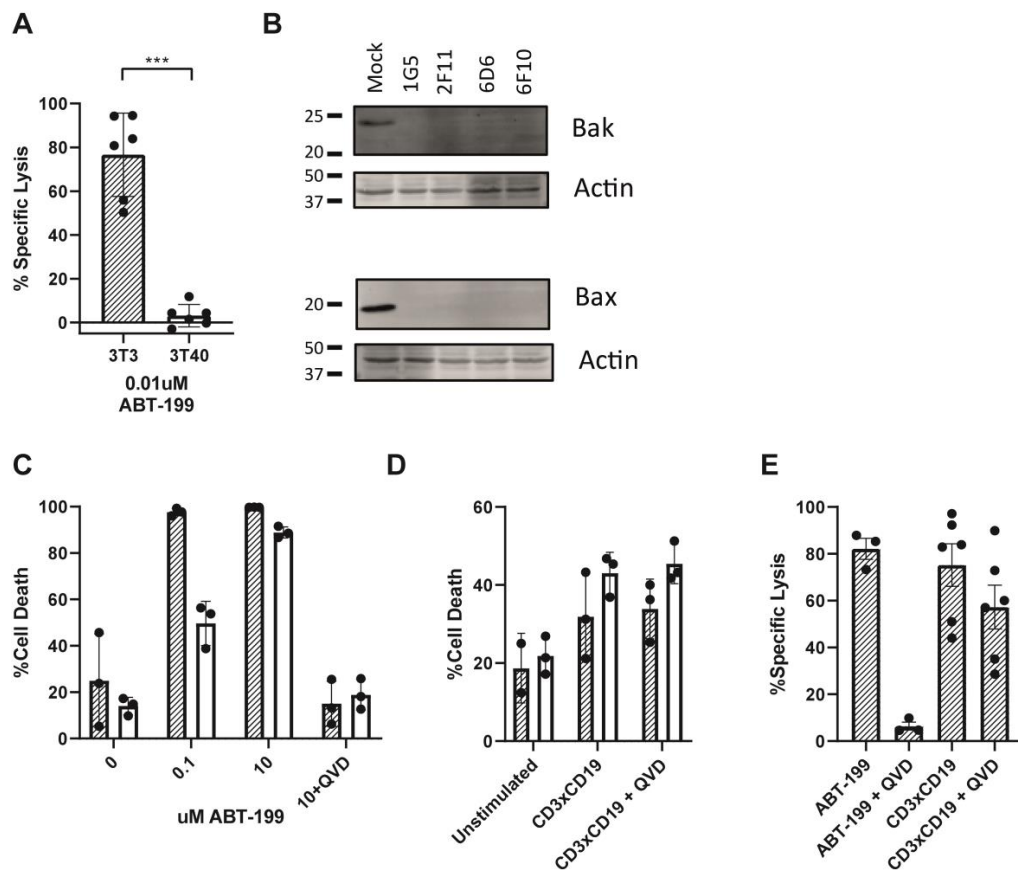 A
***
% Specific Lysis
100
80
60
40
20
0
3T3 3T40
0.01uM
ABT-199
B
Mock 1G5 2F11 6D6 6F10
25
20
Bak
50
37
Actin
20
Bax
50
37
Actin
C
%Cell Death
100
80
60
40
20
0
0 0.1 10 10+QVD
uM ABT-199
D
%Cell Death
60
40
20
0
Unstimulated CD3xCD19 CD3xCD19 + QVD
E
%Specific Lysis
100
80
60
40
20
0
ABT-199 ABT-199 + QVD CD3xCD19 CD3xCD19 + QVD